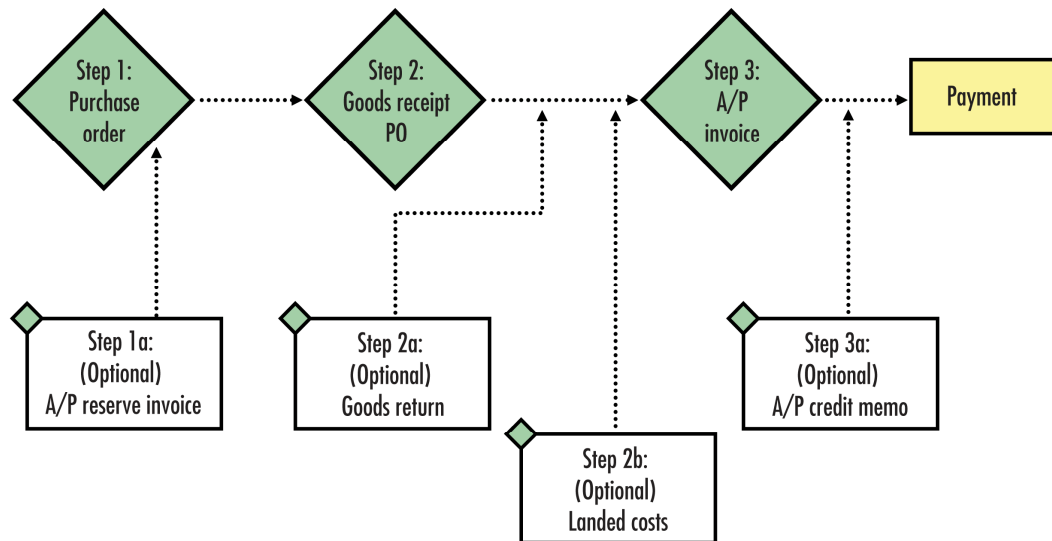 Step 1:
Purchase
order
Step 2:
Goods receipt
PO
Step 3:
A/P
invoice
Payment
Step 1a:
(Optional)
A/P reserve invoice
Step 2a:
(Optional)
Goods return
Step 3a:
(Optional)
A/P credit memo
Step 2b:
(Optional)
Landed costs